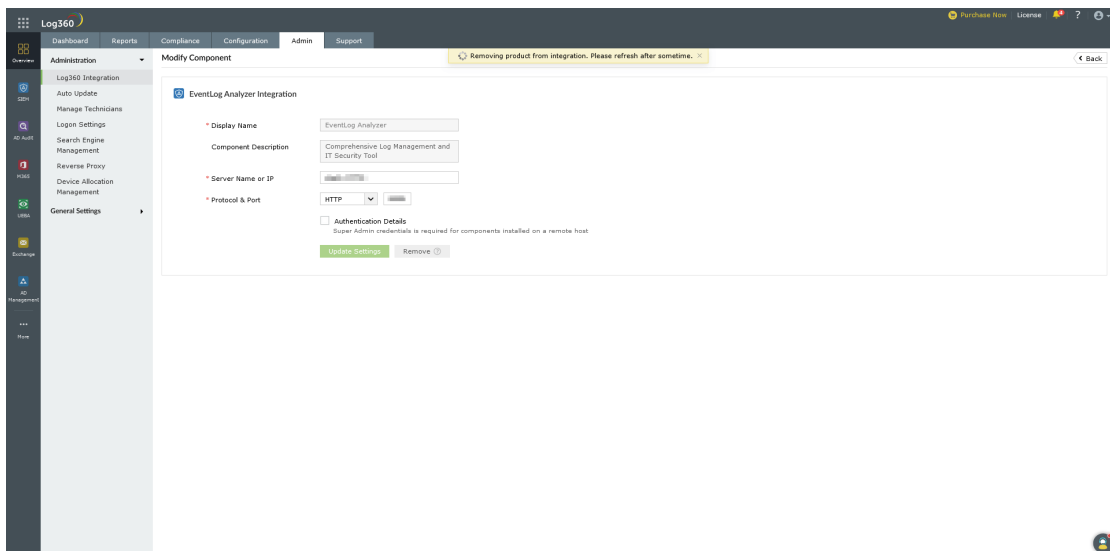 Log360
Purchase Now
License
4
?
Dashboard
Reports
Compliance
Configuration
Admin
Support
Overview
SIEM
AD Audit
M365
UEBA
Exchange
AD
Management
More
Administration
Log360 Integration
Auto Update
Manage Technicians
Logon Settings
Search Engine
Management
Reverse Proxy
Device Allocation
Management
General Settings
Modify Component
Removing product from integration. Please refresh after sometime.
Back
EventLog Analyzer Integration
* Display Name
EventLog Analyzer
Component Description
Comprehensive Log Management and
IT Security Tool
* Server Name or IP
* Protocol & Port
HTTP
Authentication Details
Super Admin credentials is required for components installed on a remote host
Update Settings
Remove ?